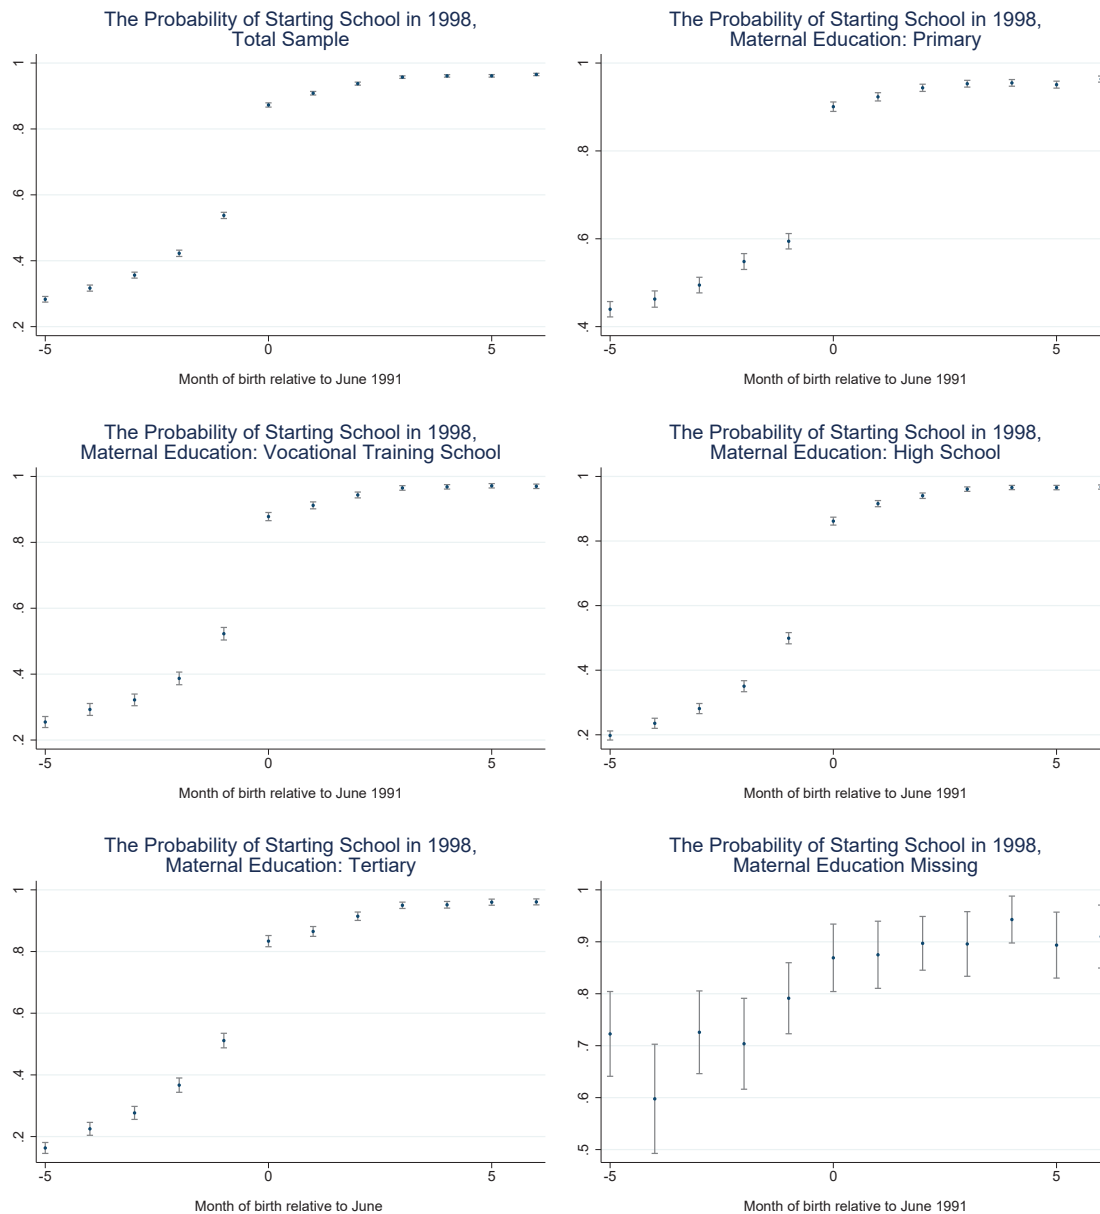 The Probability of Starting School in 1998,
Total Sample
1
.8
.6
.4
.2
-5 0 5
Month of birth relative to June 1991
The Probability of Starting School in 1998,
Maternal Education: Primary
1
.8
.6
.4
-5 0 5
Month of birth relative to June 1991
The Probability of Starting School in 1998,
Maternal Education: Vocational Training School
1
.8
.6
.4
.2
-5 0 5
Month of birth relative to June 1991
The Probability of Starting School in 1998,
Maternal Education: High School
1
.8
.6
.4
.2
-5 0 5
Month of birth relative to June 1991
The Probability of Starting School in 1998,
Maternal Education: Tertiary
1
.8
.6
.4
.2
-5 0 5
Month of birth relative to June
The Probability of Starting School in 1998,
Maternal Education Missing
1
.9
.8
.7
.6
.5
-5 0 5
Month of birth relative to June 1991